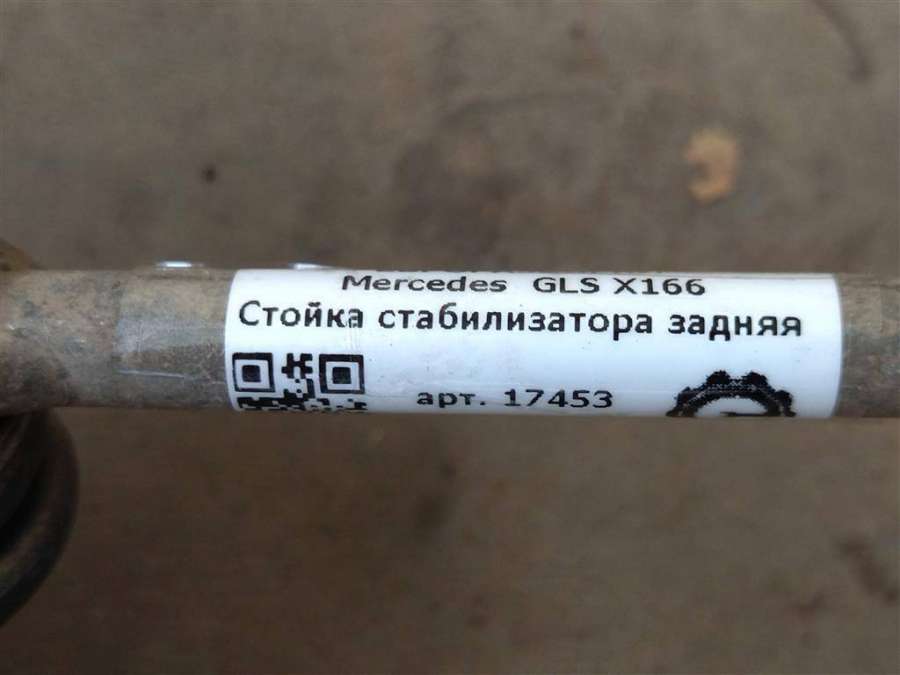 Mercedes GLS X166
Стойка стабилизатора задняя
арт. 17453